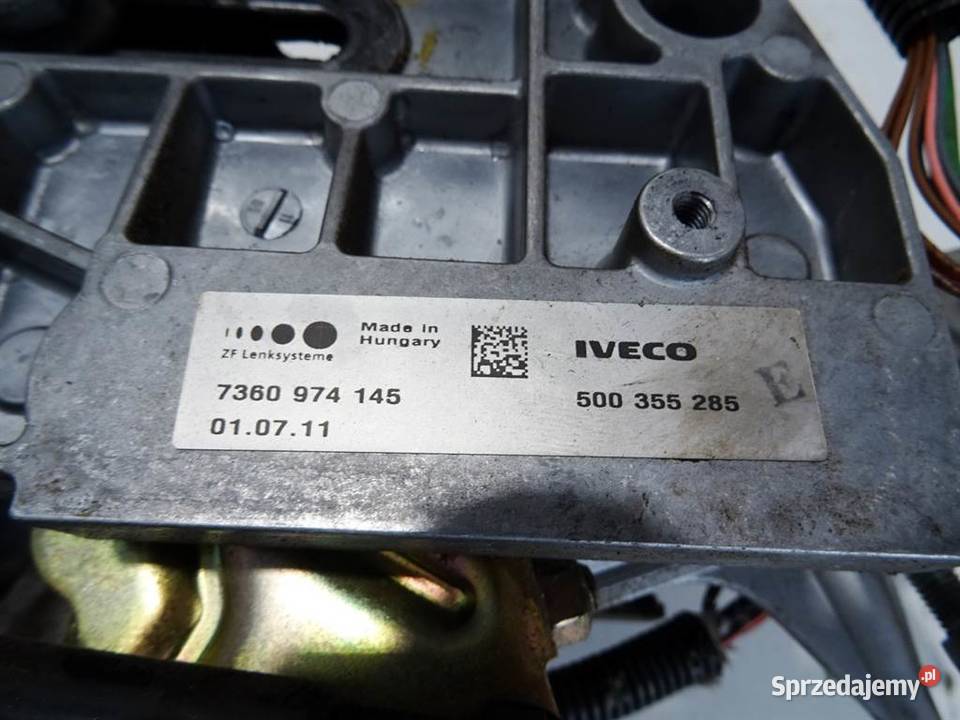 ZF Lenksysteme
Made in
Hungary
7360 974 145
01.07.11
IVECO
500 355 285
E
Sprzedajemy.pl